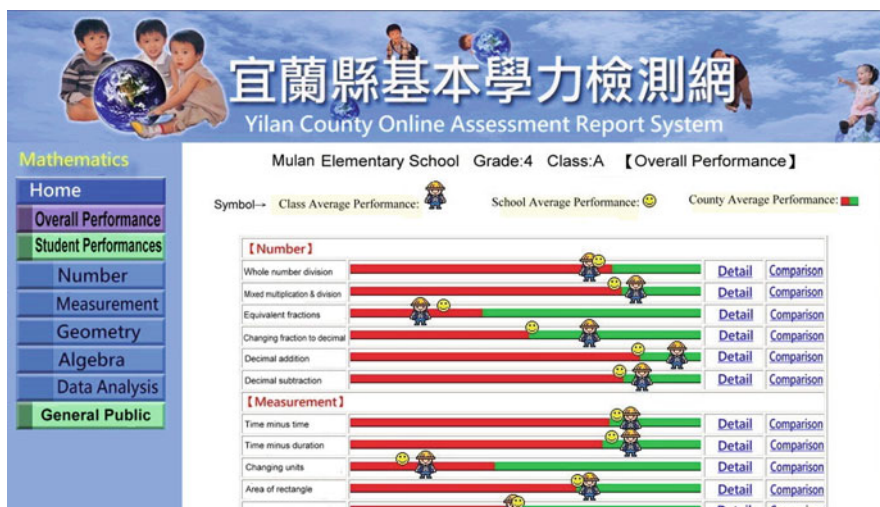 宜蘭縣基本學力檢測網
Yilan County Online Assessment Report System
Mathematics
Home
Overall Performance
Student Performances
Number
Measurement
Geometry
Algebra
Data Analysis
General Public
Mulan Elementary School Grade:4 Class:A 【Overall Performance】
Symbol→ Class Average Performance: School Average Performance: County Average Performance:
【Number】
Whole number division Detail Comparison
Mixed multiplication & division Detail Comparison
Equivalent fractions Detail Comparison
Changing fraction to decimal Detail Comparison
Decimal addition Detail Comparison
Decimal subtraction Detail Comparison
【Measurement】
Time minus time Detail Comparison
Time minus duration Detail Comparison
Changing units Detail Comparison
Area of rectangle Detail Comparison